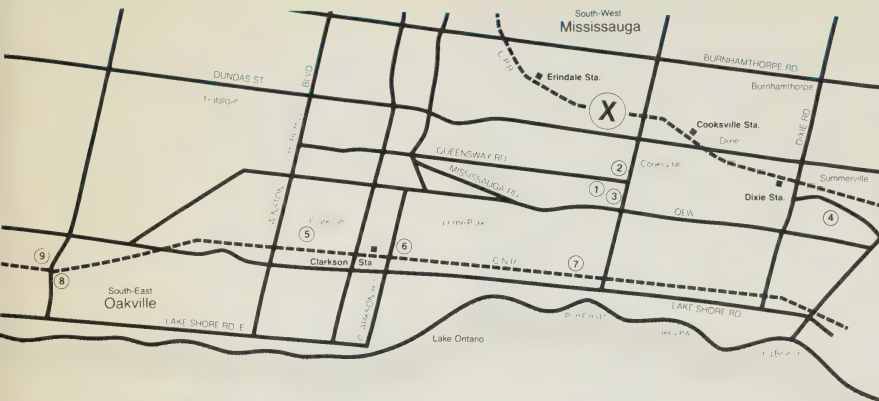 South-West
Mississauga
BURNHAMTHORPE RD
Burnhamthorpe
DUNDAS ST
BLVD
C.P.R.
Erindale Sta.
X
Cooksville Sta.
Dixie
DIXIE RD
Summerville
Dixie Sta.
QUEENSWAY RD
MISSISSAUGA RD
2
1
3
4
QEW
5
6
7
Clarkson Sta
C.N.R.
9
8
South-East
Oakville
LAKE SHORE RD E
LAKE SHORE RD
Lake Ontario